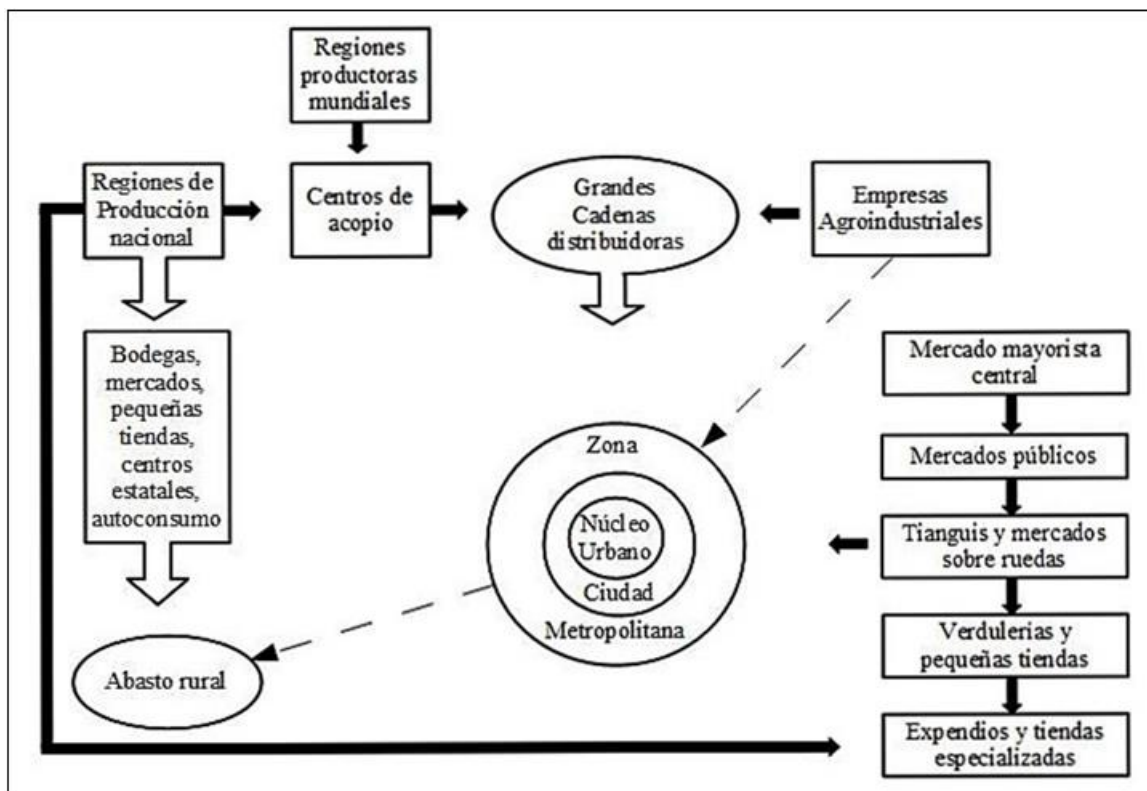 Regiones
productoras
mundiales
Regiones de
Producción
nacional
Centros de
acopio
Grandes
Cadenas
distribuidoras
Empresas
Agroindustriales
Bodegas,
mercados,
pequeñas
tiendas,
centros
estatales,
autoconsumo
Abasto rural
Zona
Núcleo
Urbano
Ciudad
Metropolitana
Mercado mayorista
central
Mercados públicos
Tianguis y mercados
sobre ruedas
Verdulerías y
pequeñas tiendas
Expendios y tiendas
especializadas